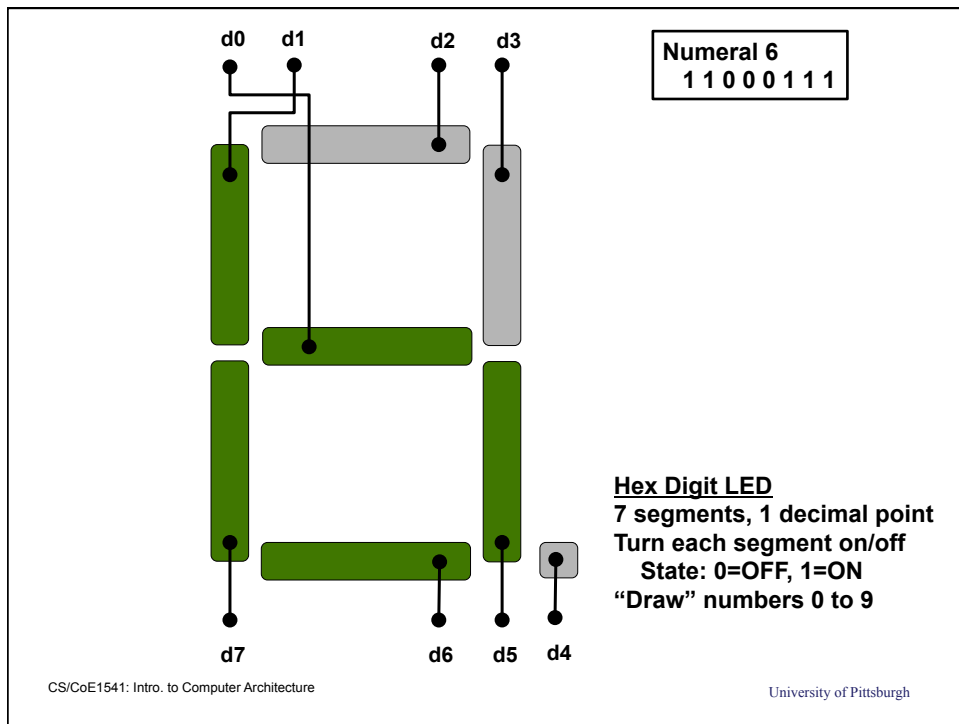 d0 d1 d2 d3
Numeral 6
1 1 0 0 0 1 1 1
Hex Digit LED
7 segments, 1 decimal point
Turn each segment on/off
State: 0=OFF, 1=ON
“Draw” numbers 0 to 9
d7 d6 d5 d4
CS/CoE1541: Intro. to Computer Architecture
University of Pittsburgh